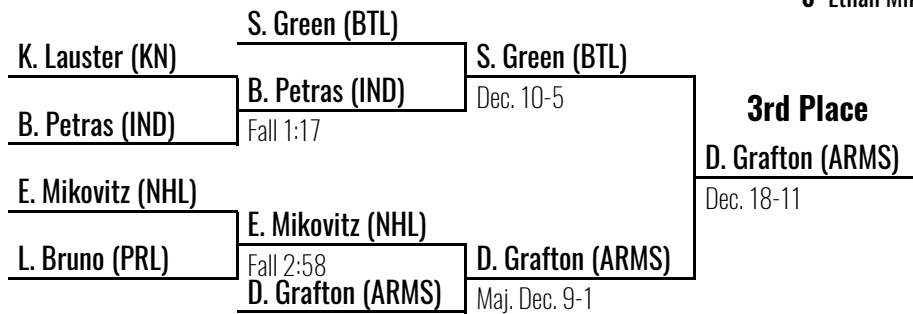 S. Green (BTL)
K. Lauster (KN)
S. Green (BTL)
B. Petras (IND)
Dec. 10-5
3rd Place
B. Petras (IND)
Fall 1:17
D. Grafton (ARMS)
E. Mikovitz (NHL)
Dec. 18-11
E. Mikovitz (NHL)
L. Bruno (PRL)
D. Grafton (ARMS)
Fall 2:58
D. Grafton (ARMS)
Maj. Dec. 9-1